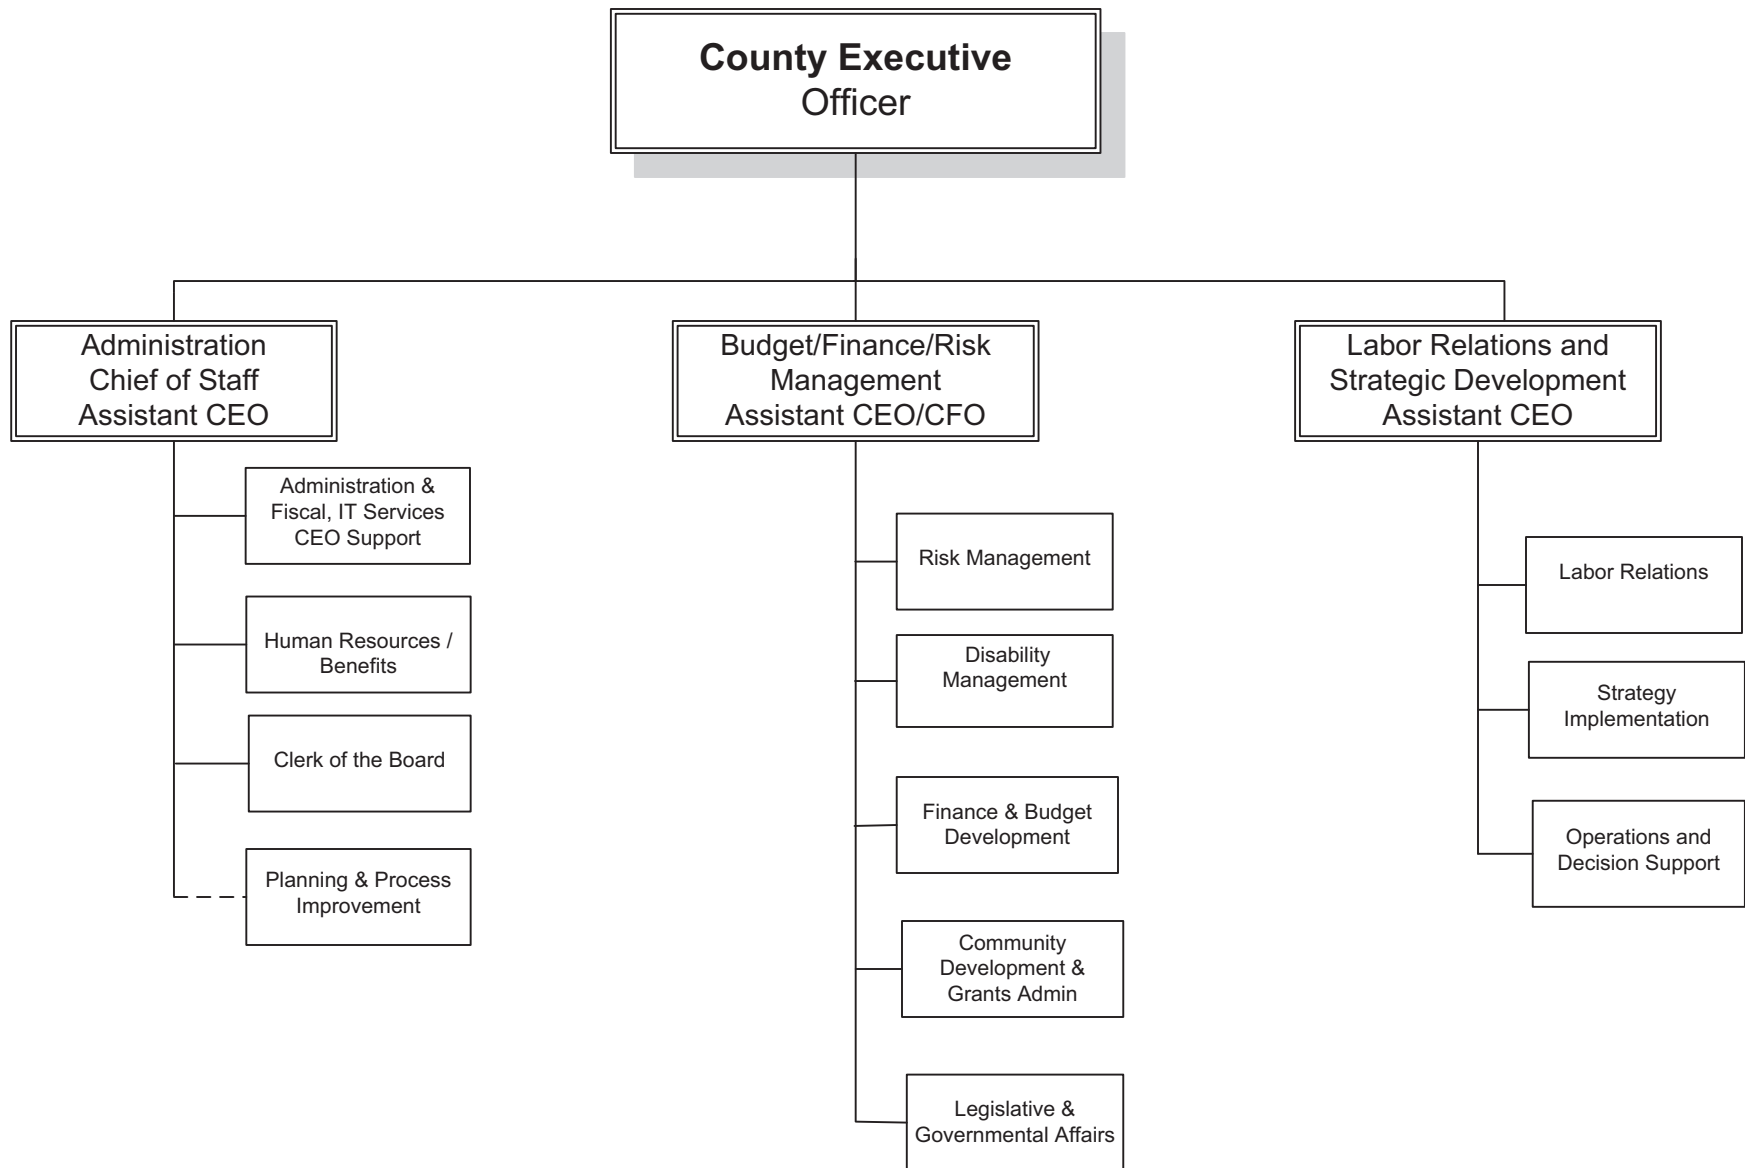 County Executive
Officer
Administration
Chief of Staff
Assistant CEO
Administration &
Fiscal, IT Services
CEO Support
Human Resources /
Benefits
Clerk of the Board
Planning & Process
Improvement
Budget/Finance/Risk
Management
Assistant CEO/CFO
Risk Management
Disability
Management
Finance & Budget
Development
Community
Development &
Grants Admin
Legislative &
Governmental Affairs
Labor Relations and
Strategic Development
Assistant CEO
Labor Relations
Strategy
Implementation
Operations and
Decision Support